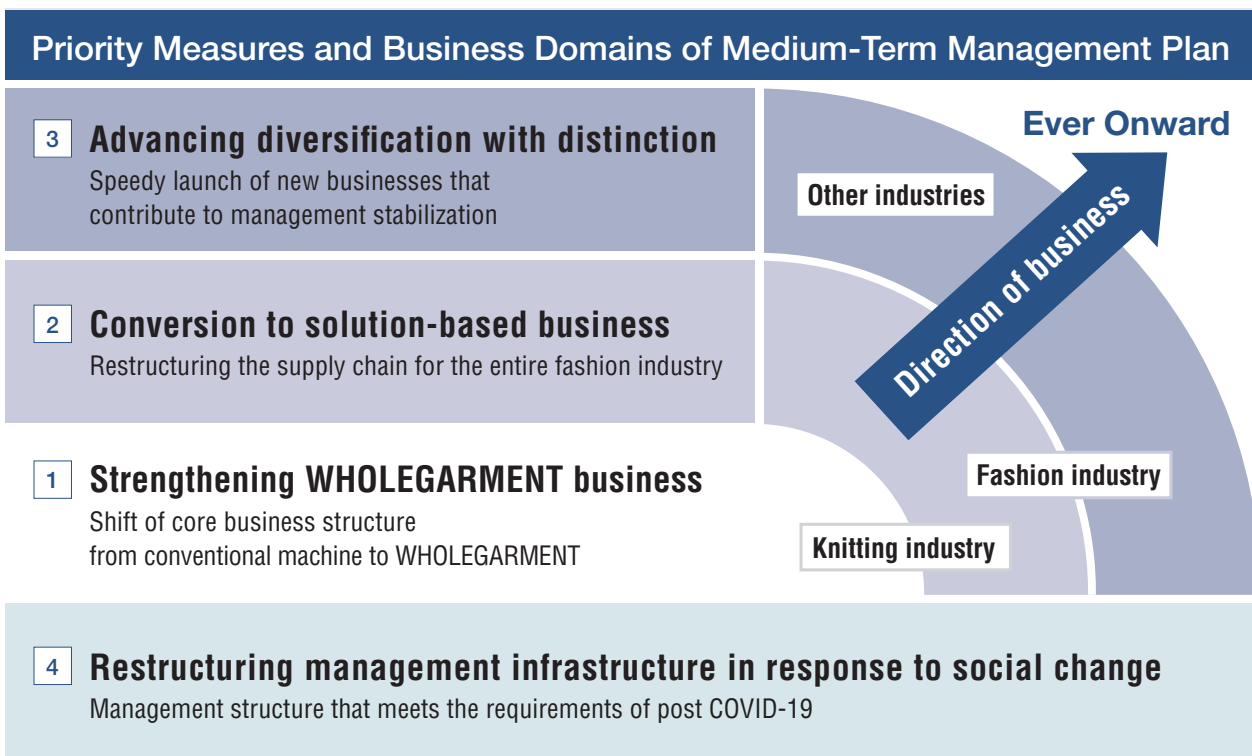 Priority Measures and Business Domains of Medium-Term Management Plan
3 Advancing diversification with distinction
Speedy launch of new businesses that
contribute to management stabilization
2 Conversion to solution-based business
Restructuring the supply chain for the entire fashion industry
1 Strengthening WHOLEGARMENT business
Shift of core business structure
from conventional machine to WHOLEGARMENT
Ever Onward
Direction of business
Other industries
Fashion industry
Knitting industry
4 Restructuring management infrastructure in response to social change
Management structure that meets the requirements of post COVID-19